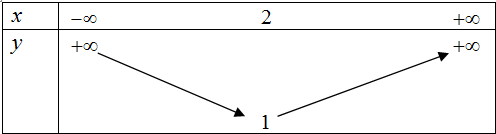 x −∞ 2 +∞
y +∞ +∞
1